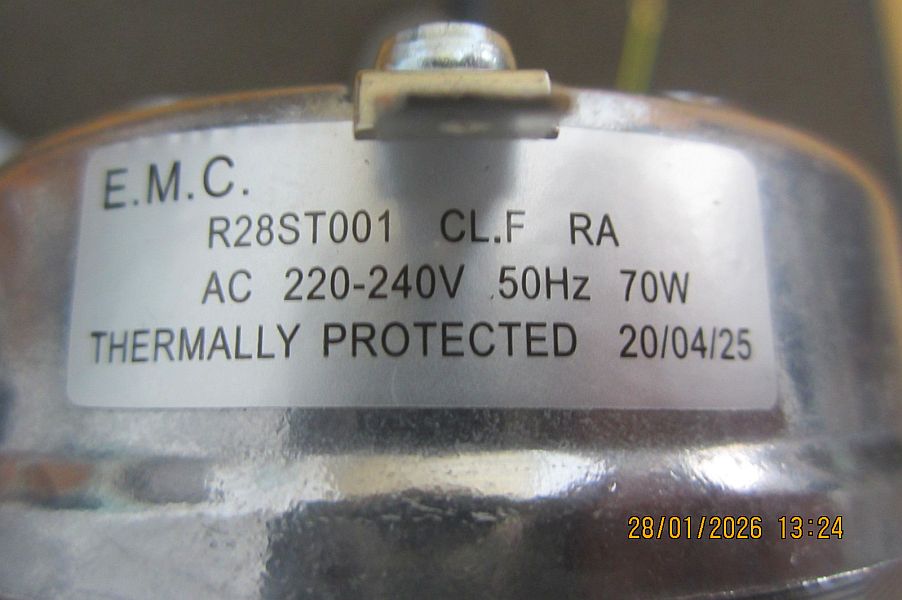 E.M.C.
R28ST001 CL.F RA
AC 220-240V 50Hz 70W
THERMALLY PROTECTED 20/04/25
28/01/2026 13:24